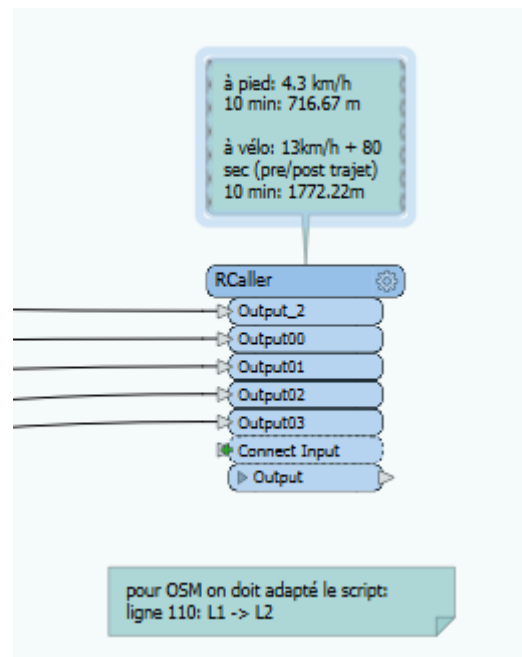 à pied: 4.3 km/h
10 min: 716.67 m
à vélo: 13km/h + 80
sec (pre/post trajet)
10 min: 1772.22m
RCaller
Output_2
Output00
Output01
Output02
Output03
Connect Input
Output
pour OSM on doit adapté le script:
ligne 110: L1 -> L2